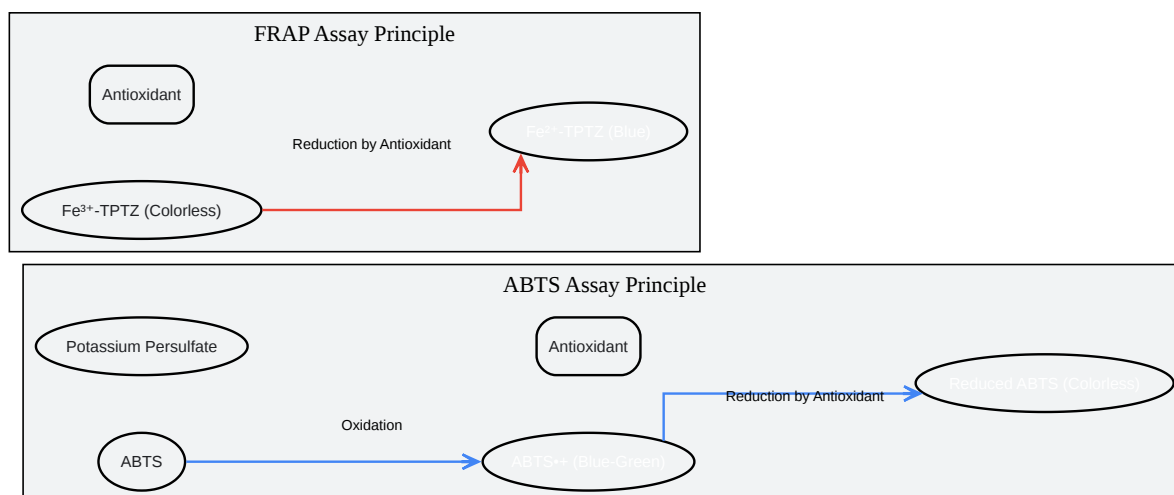 FRAP Assay Principle
Antioxidant
Fe²⁺-TPTZ (Blue)
Reduction by Antioxidant
Fe³⁺-TPTZ (Colorless)
ABTS Assay Principle
Potassium Persulfate
Antioxidant
Reduced ABTS (Colorless)
Reduction by Antioxidant
Oxidation
ABTS
ABTS•+ (Blue-Green)